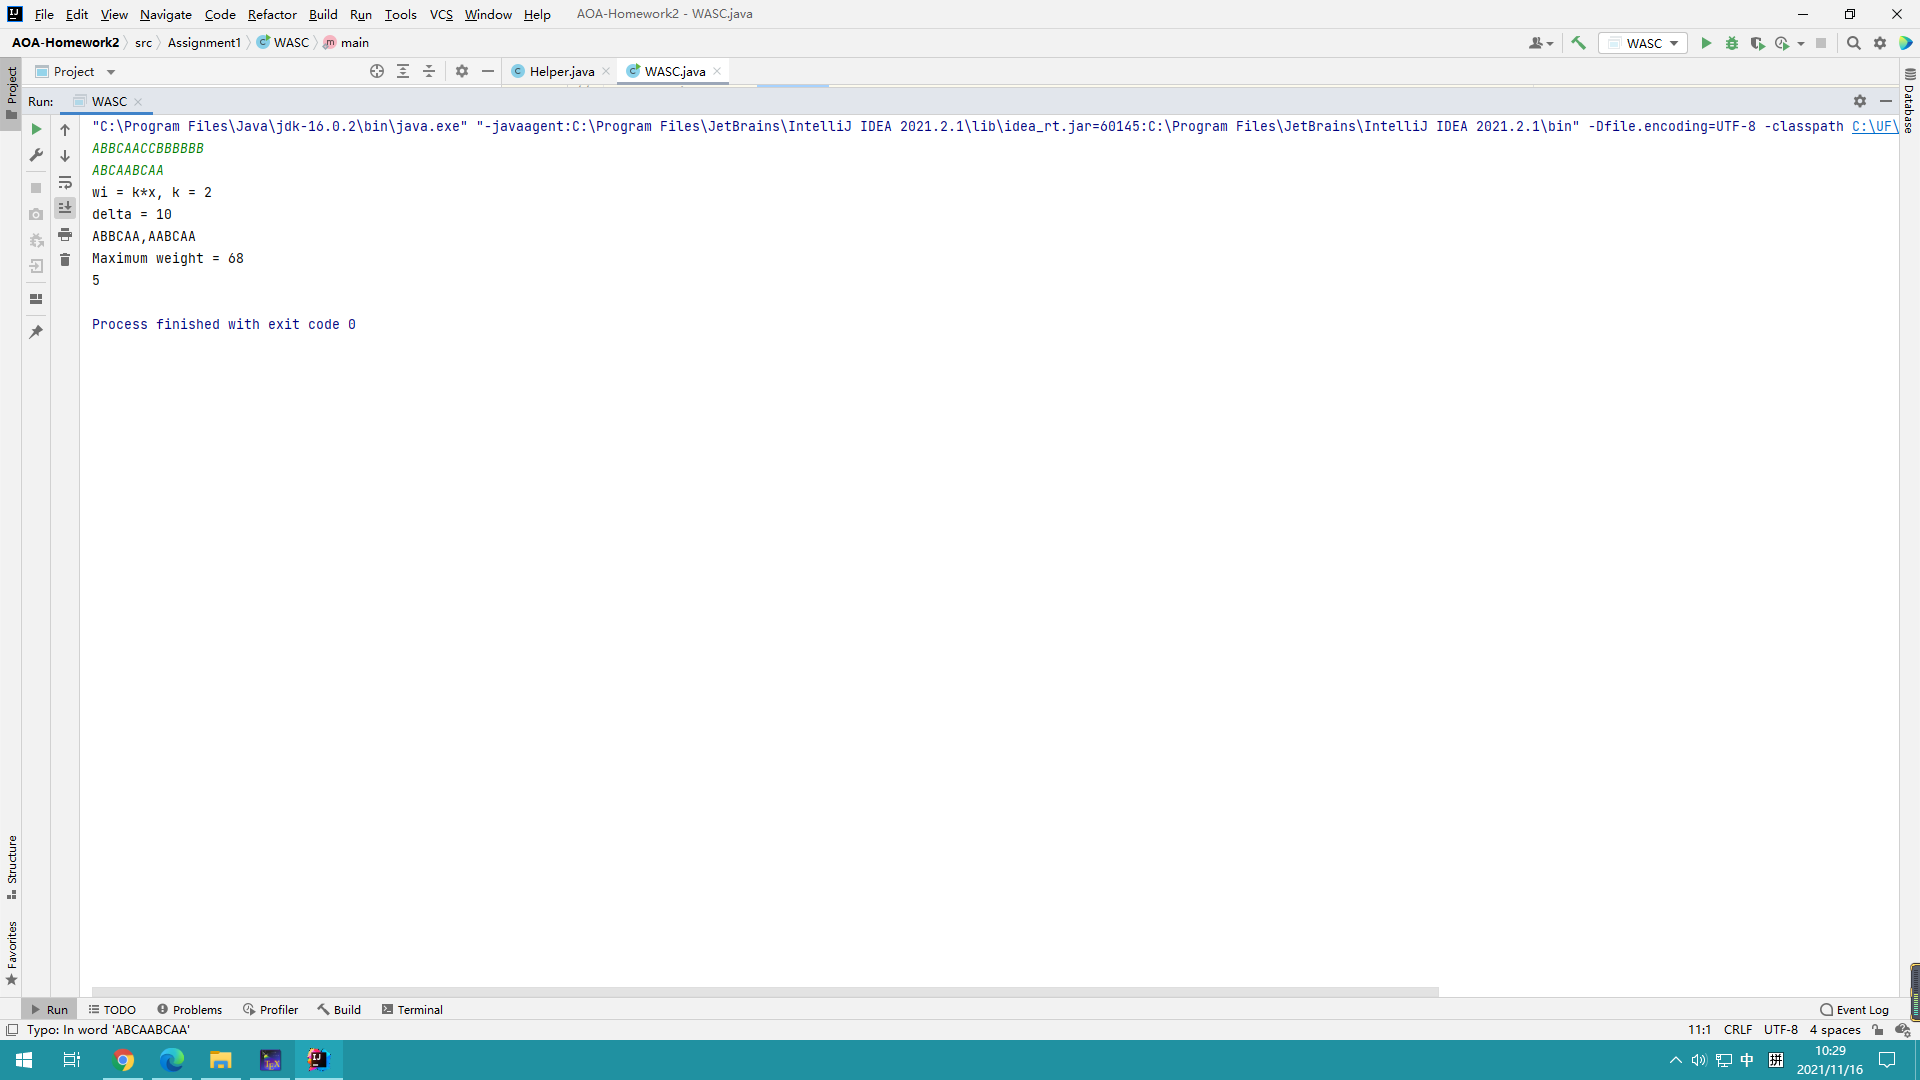 File Edit View Navigate Code Refactor Build Run Tools VCS Window Help AOA-Homework2 - WASC.java
AOA-Homework2 src Assignment1 WASC main WASC
Project Helper.java WASC.java
Run: WASC
"C:\Program Files\Java\jdk-16.0.2\bin\java.exe" "-javaagent:C:\Program Files\JetBrains\IntelliJ IDEA 2021.2.1\lib\idea_rt.jar=60145:C:\Program Files\JetBrains\IntelliJ IDEA 2021.2.1\bin" -Dfile.encoding=UTF-8 -classpath C:\UF\
ABBCAACCBBBBBB
ABCAABCAA
wi = k*x, k = 2
delta = 10
ABBCAA,AABCAA
Maximum weight = 68
5
Process finished with exit code 0
Project
Structure
Favorites
Database
Run TODO Problems Profiler Build Terminal Event Log
Typo: In word 'ABCAABCAA' 11:1 CRLF UTF-8 4 spaces
中 拼 10:29
2021/11/16